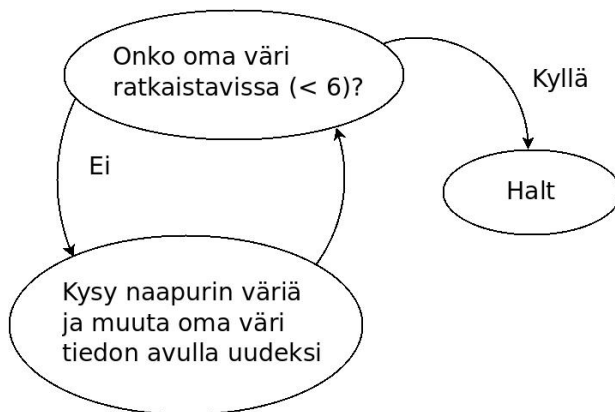 Onko oma väri
ratkaistavissa (< 6)?
Kyllä
Ei
Halt
Kysy naapurin väriä
ja muuta oma väri
tiedon avulla uudeksi